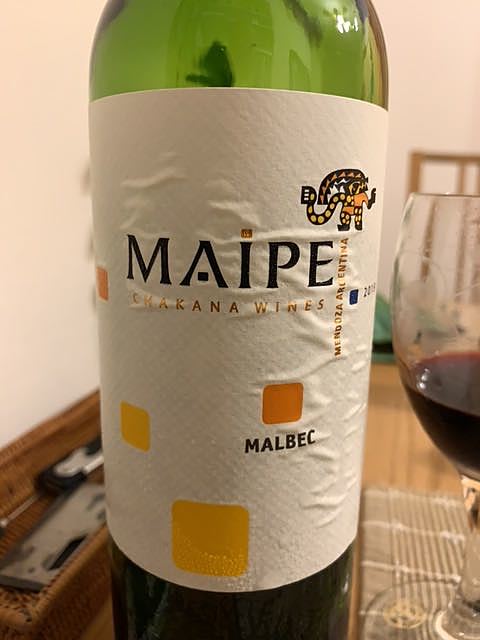 MAIPE
CHAKANA WINES
MENDOZA ARGENTINA
MALBEC